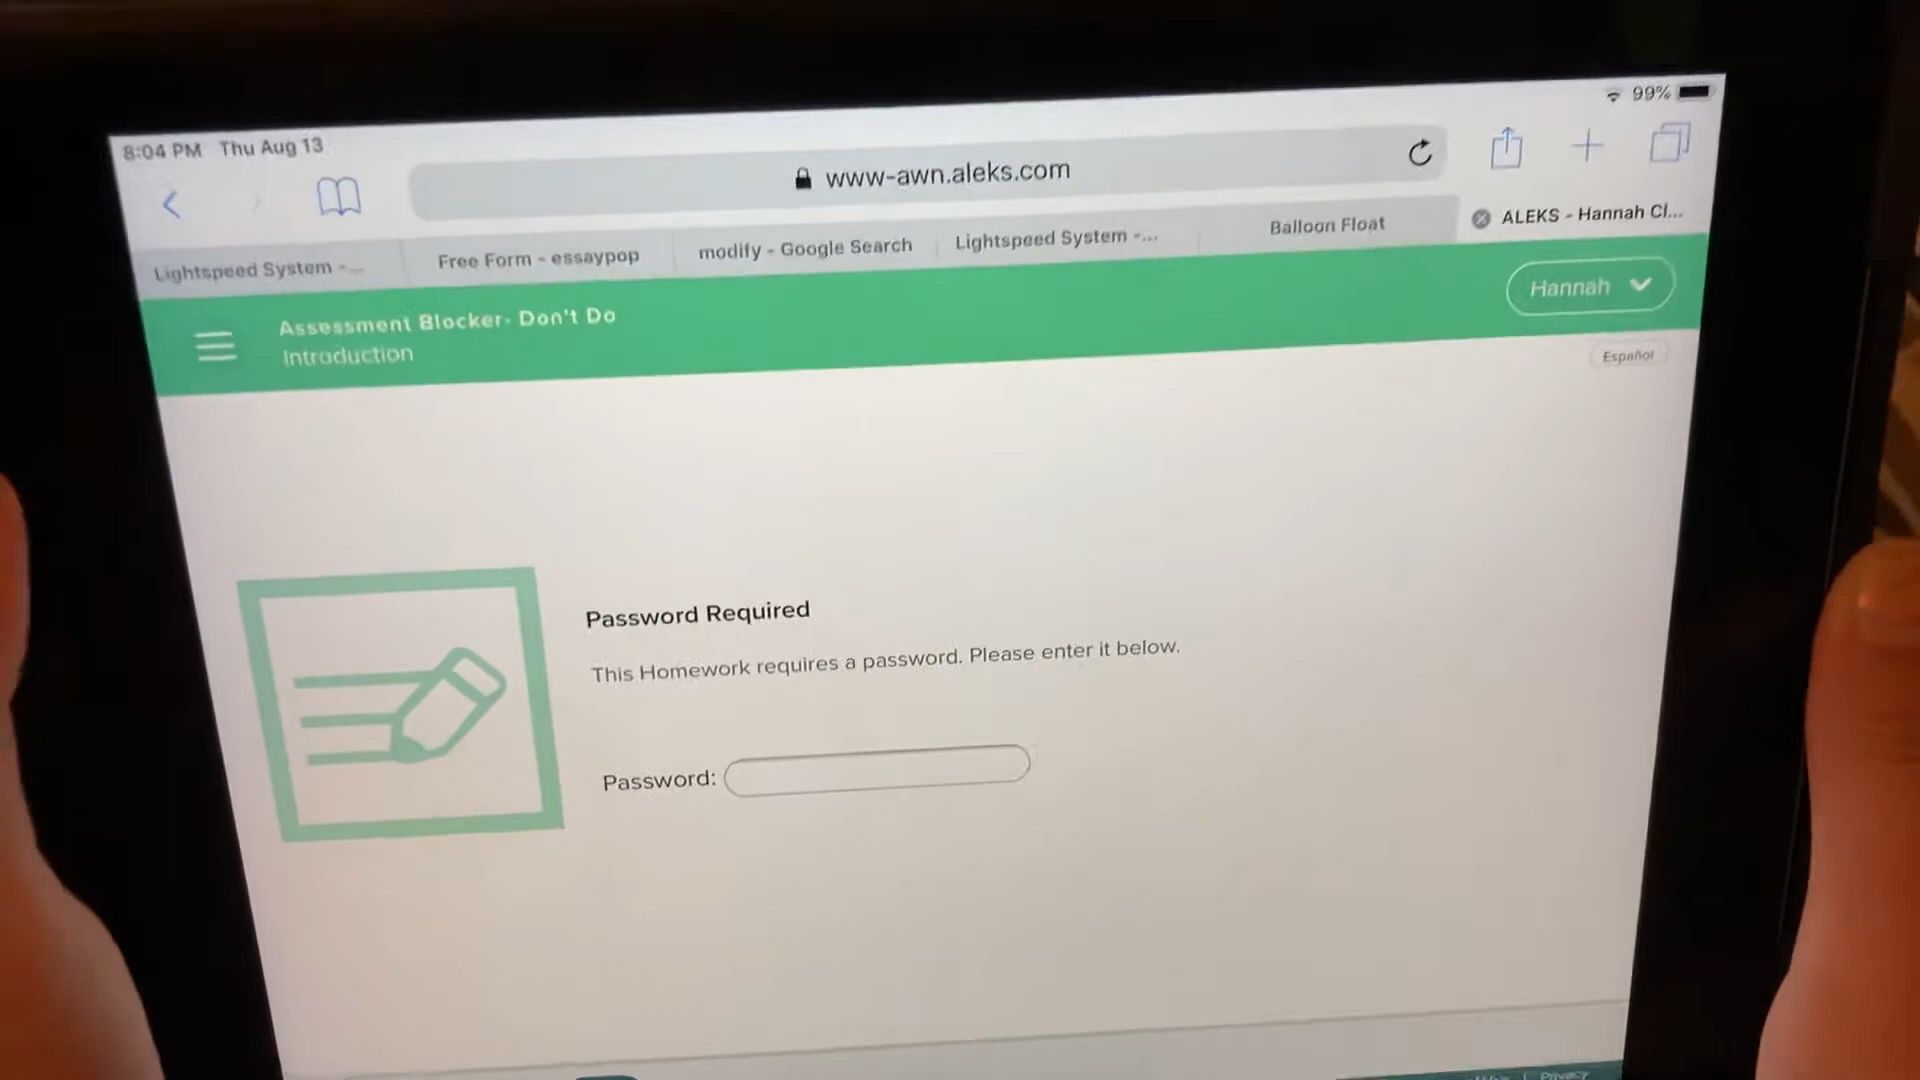 8:04 PM Thu Aug 13
99%
www-awn.aleks.com
Lightspeed System -...
Free Form - essaypop
modify - Google Search
Lightspeed System -...
Balloon Float
ALEKS - Hannah Cl...
Assessment Blocker- Don't Do
Introduction
Hannah
Español
Password Required
This Homework requires a password. Please enter it below.
Password:
Privacy